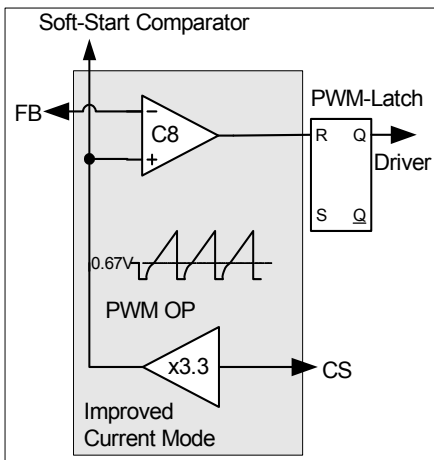 Soft-Start Comparator
FB
PWM-Latch
−
C8
+
R Q
Driver
S Q
0.67V
PWM OP
x3.3
CS
Improved
Current Mode